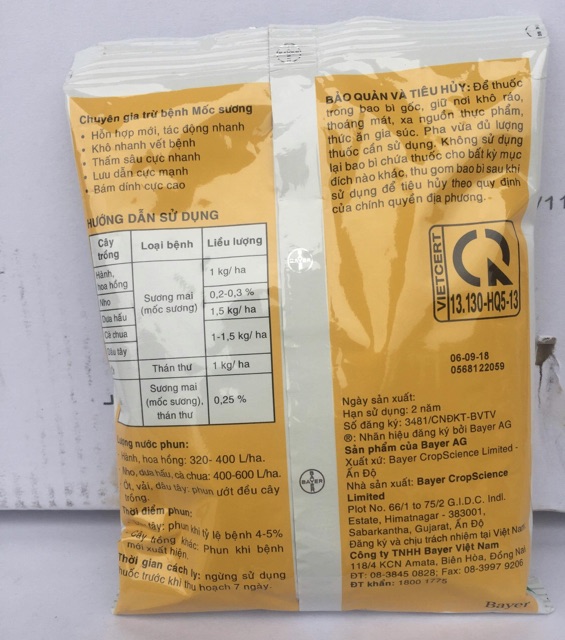 Chuyên gia trừ bệnh Mốc sương
• Hỗn hợp mới, tác động nhanh
• Khô nhanh vết bệnh
• Thấm sâu cực nhanh
• Lưu dẫn cực mạnh
• Bám dính cực cao
HƯỚNG DẪN SỬ DỤNG
Cây trồng Loại bệnh Liều lượng
Hành, hoa hồng 1 kg/ ha
Nho Sương mai (mốc sương) 0,2-0,3 %
Dưa hấu 1,5 kg/ ha
Cà chua 1-1,5 kg/ ha
Dâu tây
Thán thư 1 kg/ ha
Sương mai (mốc sương), thán thư 0,25 %
nước phun:
Hành, hoa hồng: 320- 400 L/ha.
Nho, dưa hấu, cà chua: 400-600 L/ha.
Ớt, vải, dâu tây: phun ướt đều cây
trồng.
Thời điểm phun:
tây: phun khi tỷ lệ bệnh 4-5%
Cây trồng khác: Phun khi bệnh
mới xuất hiện.
Thời gian cách ly: ngừng sử dụng
thuốc trước khi thu hoạch 7 ngày.
BAYER
BẢO QUẢN VÀ TIÊU HỦY: Để thuốc
trong bao bì gốc, giữ nơi khô ráo,
thoáng mát, xa nguồn thực phẩm,
thức ăn gia súc. Pha vừa đủ lượng
thuốc cần sử dụng. Không sử dụng
lại bao bì chứa thuốc cho bất kỳ mục
đích nào khác, thu gom bao bì sau khi
sử dụng để tiêu hủy theo quy định
của chính quyền địa phương.
VIETCERT
13.130-HQ5-13
06-09-18
0568122059
Ngày sản xuất:
Hạn sử dụng: 2 năm
Số đăng ký: 3481/CNĐKT-BVTV
®: Nhãn hiệu đăng ký bởi Bayer AG
Sản phẩm của Bayer AG
Xuất xứ: Bayer CropScience Limited -
Ấn Độ
Nhà sản xuất: Bayer CropScience
Limited
Plot No. 66/1 to 75/2 G.I.D.C. Indl.
Estate, Himatnagar - 383001,
Sabarkantha, Gujarat, Ấn Độ
Đăng ký và chịu trách nhiệm tại Việt Nam
Công ty TNHH Bayer Việt Nam
118/4 KCN Amata, Biên Hòa, Đồng Nai
ĐT: 08-3845 0828; Fax: 08-3997 9206
ĐT khẩn: 1800 1775
Bayer